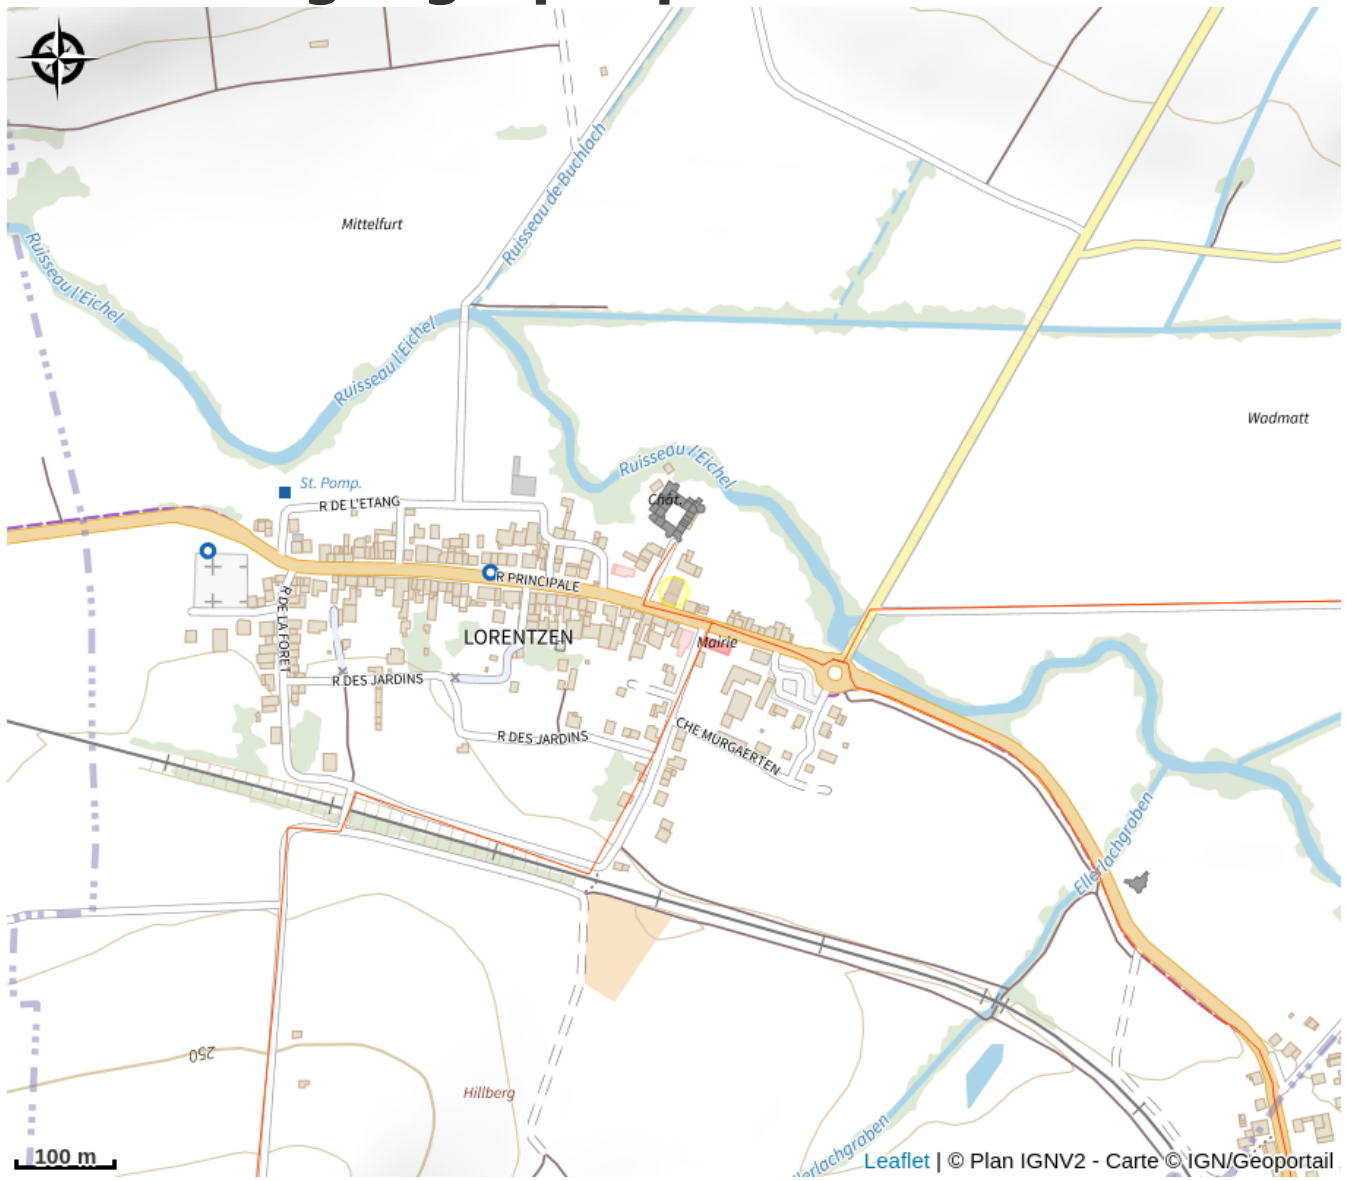 Ruisseau de Buchlach
Mittelfurt
Ruisseau l'Eichel
Ruisseau l'Eichel
Wadmatt
Ruisseau l'Eichel
St. Pomp.
R DE L'ETANG
Chât.
R PRINCIPALE
R DE LA FORET
LORENTZEN
Mairie
R DES JARDINS
CHE MURGAERTEN
R DES JARDINS
Ellerlachgraben
250
Hillberg
100 m
llerlachgraben
Leaflet | © Plan IGNV2 - Carte © IGN/Geoportail